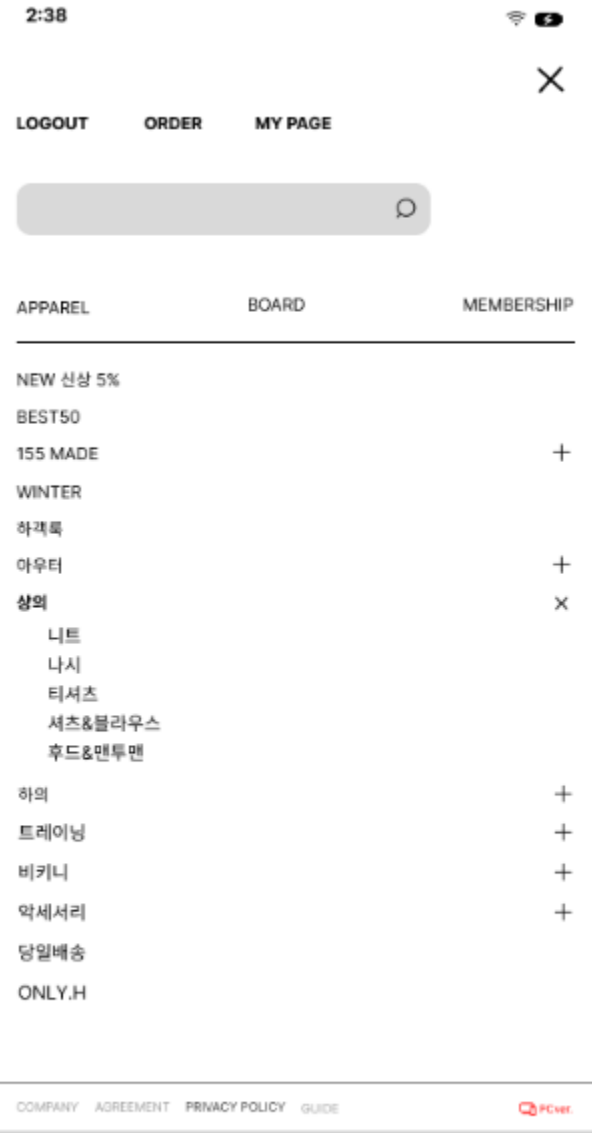 2:38
LOGOUT ORDER MY PAGE
APPAREL BOARD MEMBERSHIP
NEW 신상 5%
BEST50
155 MADE
WINTER
하객룩
아우터
상의
니트
나시
티셔츠
셔츠&블라우스
후드&맨투맨
하의
트레이닝
비키니
악세서리
당일배송
ONLY.H
COMPANY AGREEMENT PRIVACY POLICY GUIDE PCver.